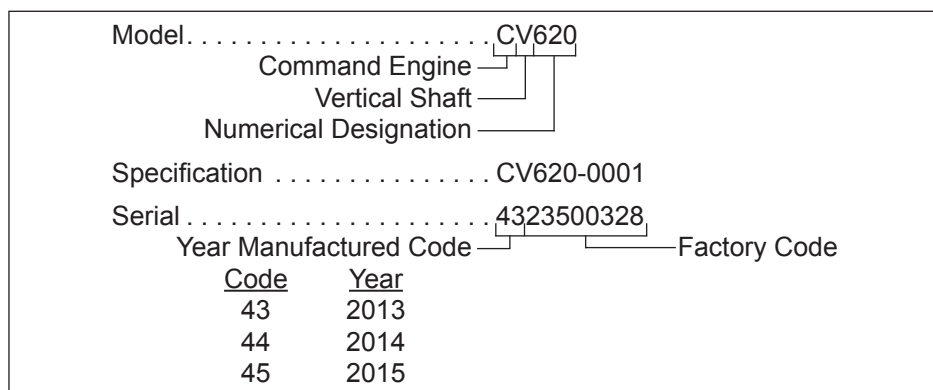 Model. . . . . . . . . . . . . . . . . . . . . CV620
Command Engine
Vertical Shaft
Numerical Designation
Specification . . . . . . . . . . . . . . . CV620-0001
Serial . . . . . . . . . . . . . . . . . . . . . 4323500328
Year Manufactured Code Factory Code
Code Year
43 2013
44 2014
45 2015